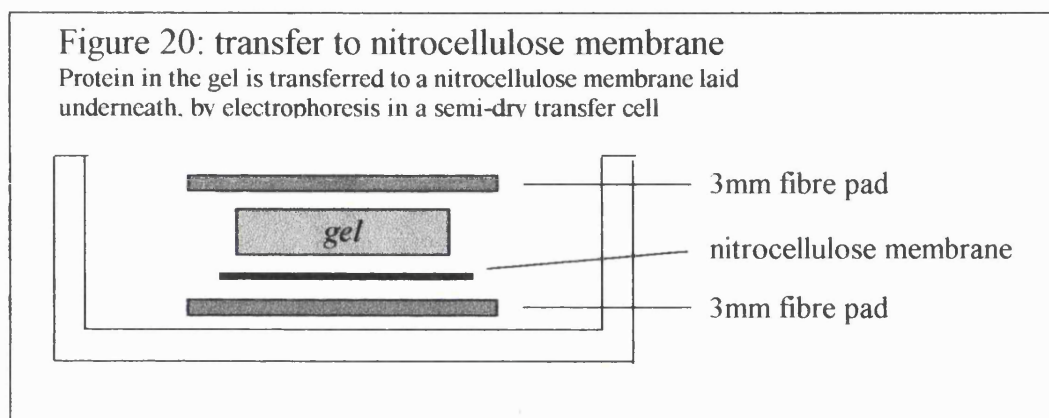 Figure 20: transfer to nitrocellulose membrane
Protein in the gel is transferred to a nitrocellulose membrane laid
underneath, by electrophoresis in a semi-dry transfer cell
3mm fibre pad
gel
nitrocellulose membrane
3mm fibre pad